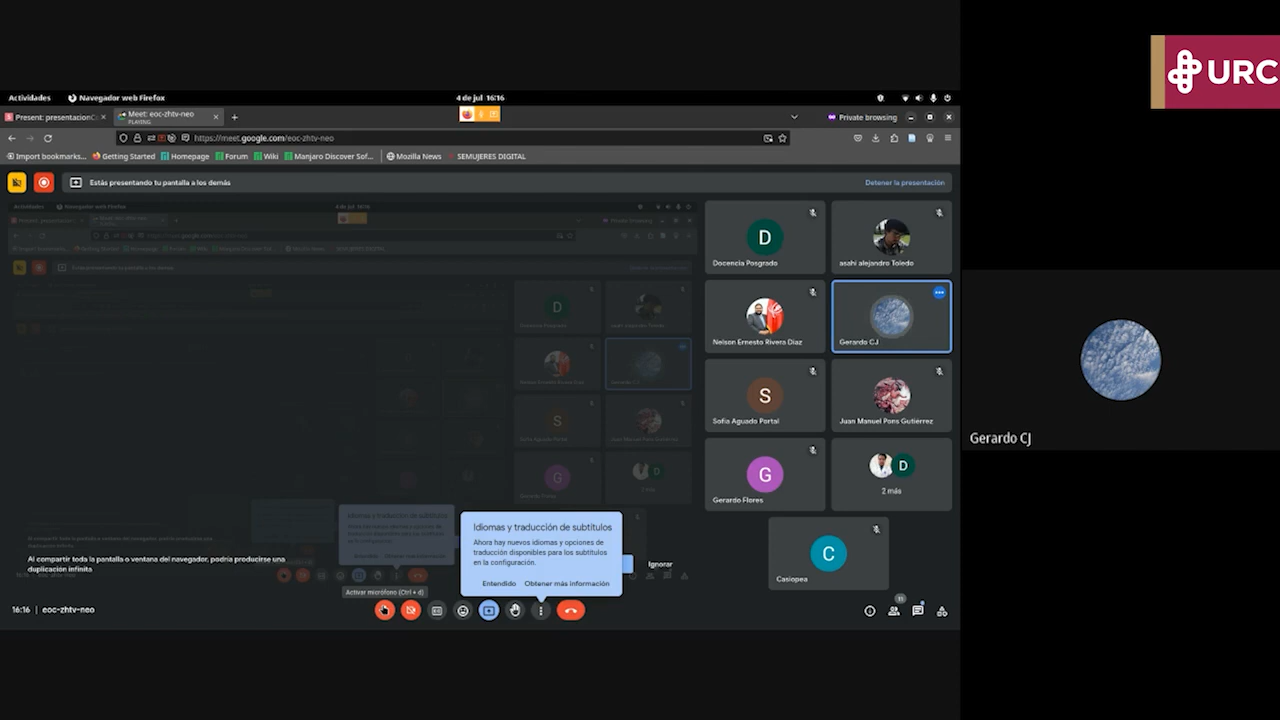 URC
Actividades
Navegador web Firefox
4 de jul 16:16
Present: presentacionC
Meet: eoc-zhtv-neo
PLAYING
Private browsing
https://meet.google.com/eoc-zhtv-neo
Import bookmarks...
Getting Started
Homepage
Forum
Wiki
Manjaro Discover Sof...
Mozilla News
SEMUJERES DIGITAL
Estás presentando tu pantalla a los demás
Detener la presentación
D
Docencia Posgrado
asahi alejandro Toledo
Nelson Ernesto Rivera Diaz
Gerardo CJ
S
Sofia Aguado Portal
Juan Manuel Pons Gutiérrez
G
Gerardo Flores
D
2 más
C
Casiopea
Gerardo CJ
Idiomas y traducción de subtítulos
Ahora hay nuevos idiomas y opciones de
traducción disponibles para los subtítulos
en la configuración.
Entendido
Obtener más información
Al compartir toda la pantalla o ventana del navegador, podría producirse una
duplicación infinita
Ignorar
Activar micrófono (Ctrl + d)
16:16 | eoc-zhtv-neo